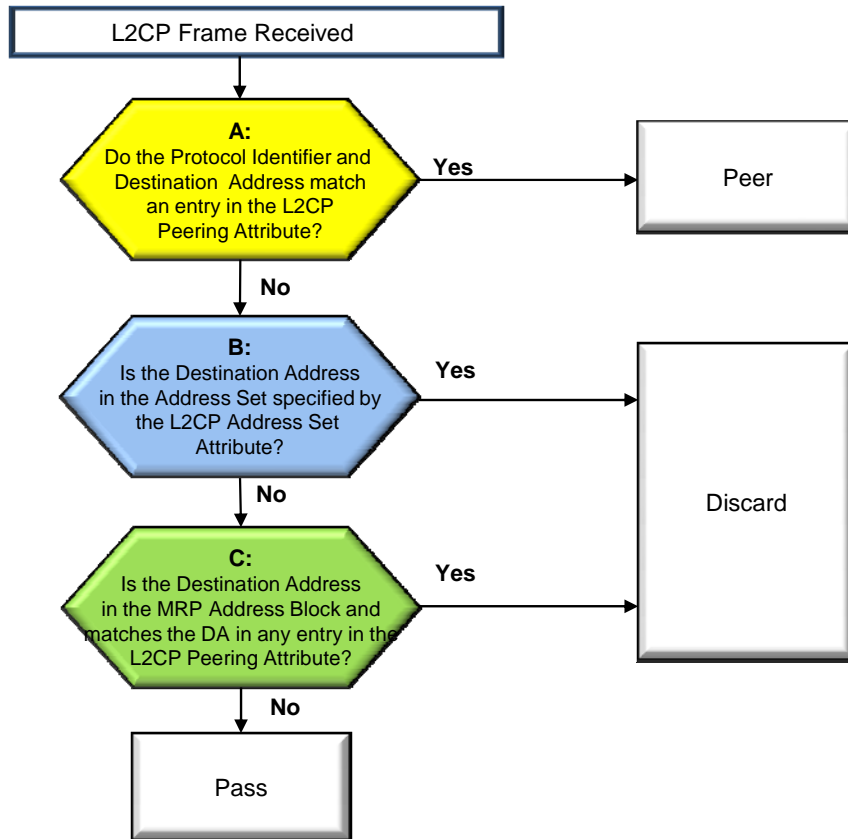 L2CP Frame Received
A:
Do the Protocol Identifier and
Destination Address match
an entry in the L2CP
Peering Attribute?
Yes
Peer
No
B:
Is the Destination Address
in the Address Set specified by
the L2CP Address Set
Attribute?
Yes
Discard
No
C:
Is the Destination Address
in the MRP Address Block and
matches the DA in any entry in the
L2CP Peering Attribute?
Yes
No
Pass